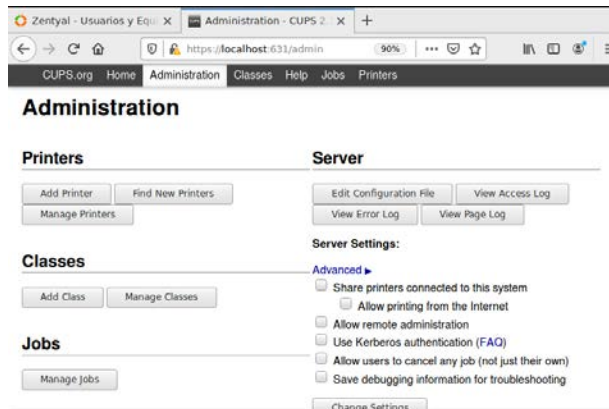 Zentyal - Usuarios y Equi
Administration - CUPS 2.
https://localhost:631/admin
90%
CUPS.org Home Administration Classes Help Jobs Printers
Administration
Printers
Add Printer Find New Printers
Manage Printers
Classes
Add Class Manage Classes
Jobs
Manage Jobs
Server
Edit Configuration File View Access Log
View Error Log View Page Log
Server Settings:
Advanced ▶
Share printers connected to this system
Allow printing from the Internet
Allow remote administration
Use Kerberos authentication (FAQ)
Allow users to cancel any job (not just their own)
Save debugging information for troubleshooting
Change Settings